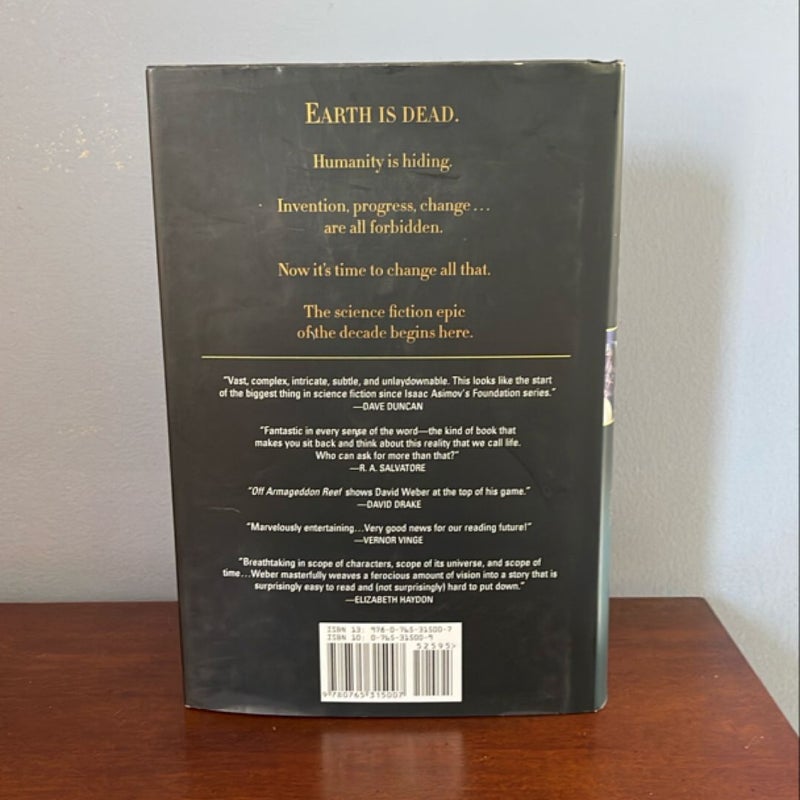 EARTH IS DEAD.
Humanity is hiding.
Invention, progress, change...
are all forbidden.
Now it's time to change all that.
The science fiction epic
of the decade begins here.
"Vast, complex, intricate, subtle, and unlaydownable. This looks like the start
of the biggest thing in science fiction since Isaac Asimov's Foundation series."
—DAVE DUNCAN
"Fantastic in every sense of the word—the kind of book that
makes you sit back and think about this reality that we call life.
Who can ask for more than that?"
—R. A. SALVATORE
"Off Armageddon Reef shows David Weber at the top of his game."
—DAVID DRAKE
"Marvelously entertaining...Very good news for our reading future!"
—VERNOR VINGE
"Breathtaking in scope of characters, scope of its universe, and scope of
time...Weber masterfully weaves a ferocious amount of vision into a story that is
surprisingly easy to read and (not surprisingly) hard to put down."
—ELIZABETH HAYDON
ISBN 13: 978-0-765-31500-7
ISBN 10: 0-765-31500-9
52595>
9 780765 315007